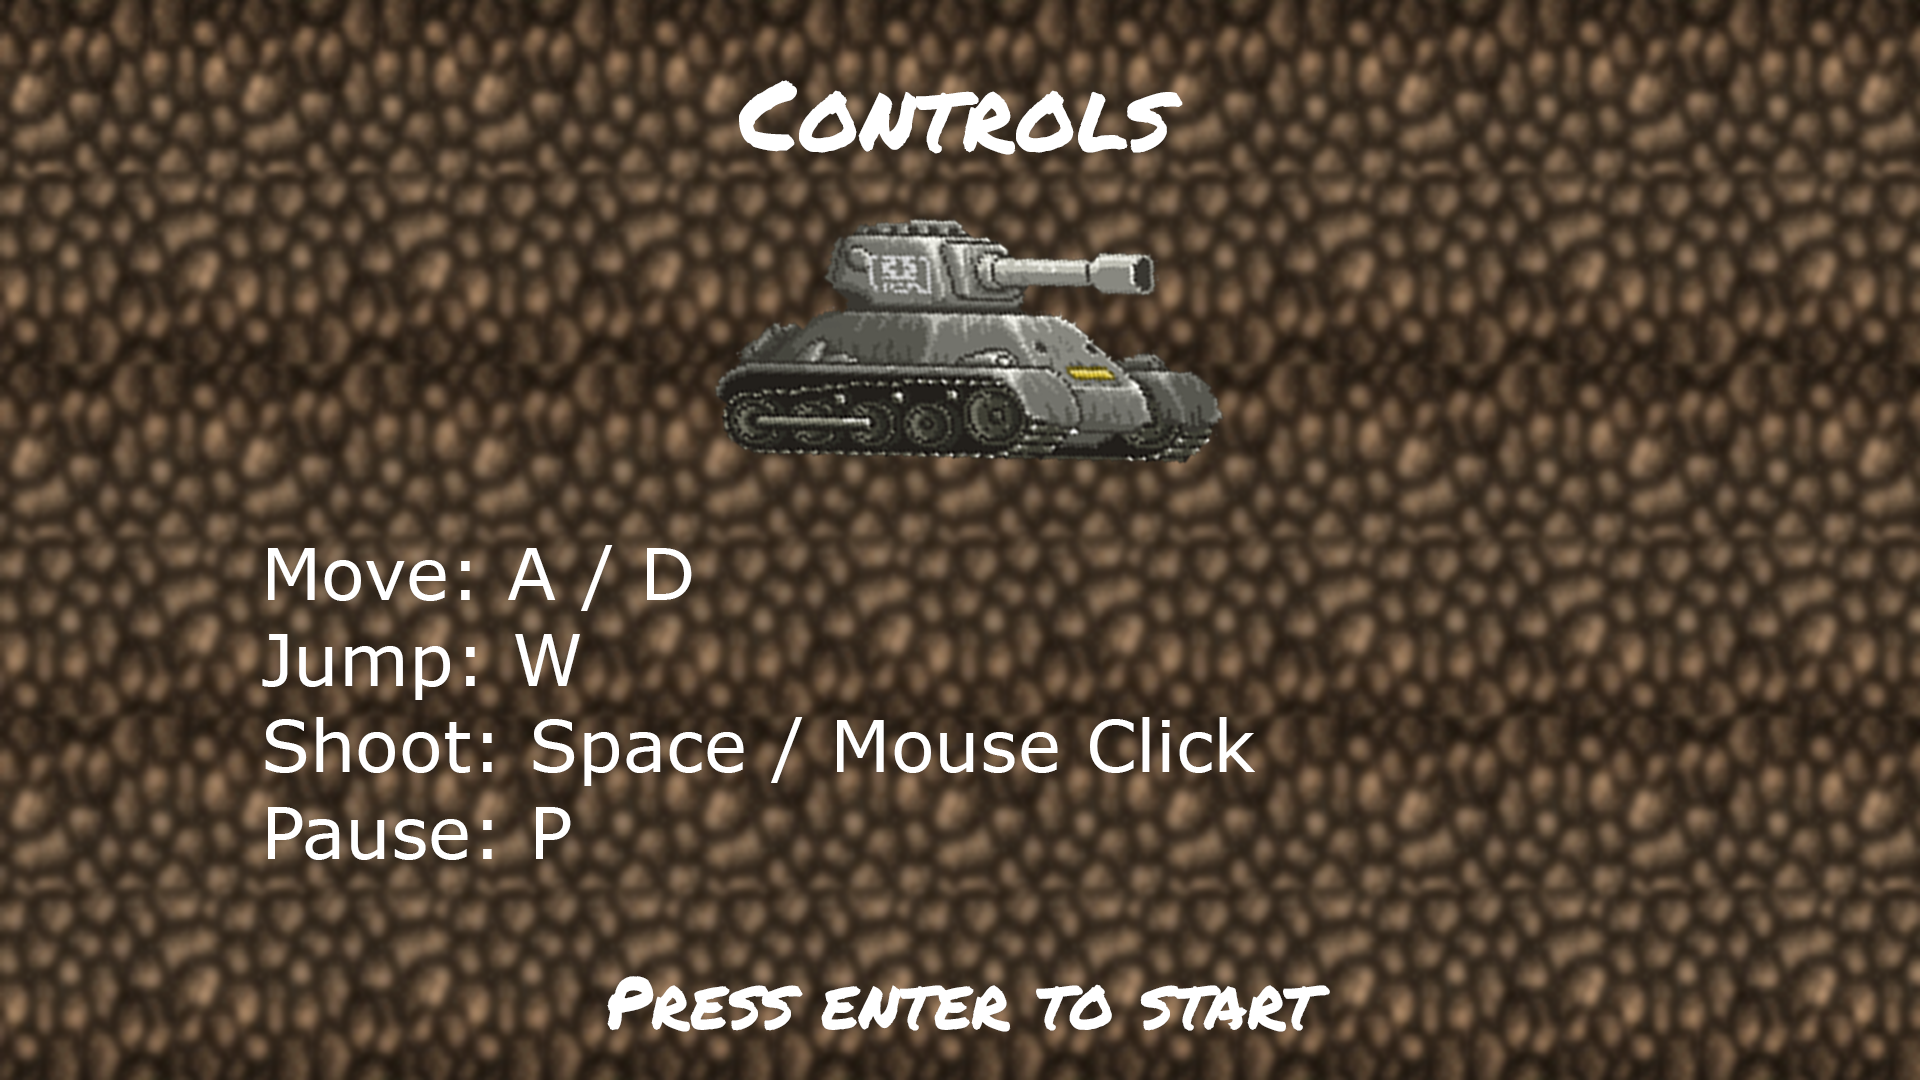 Controls
Move: A / D
Jump: W
Shoot: Space / Mouse Click
Pause: P
Press enter to start